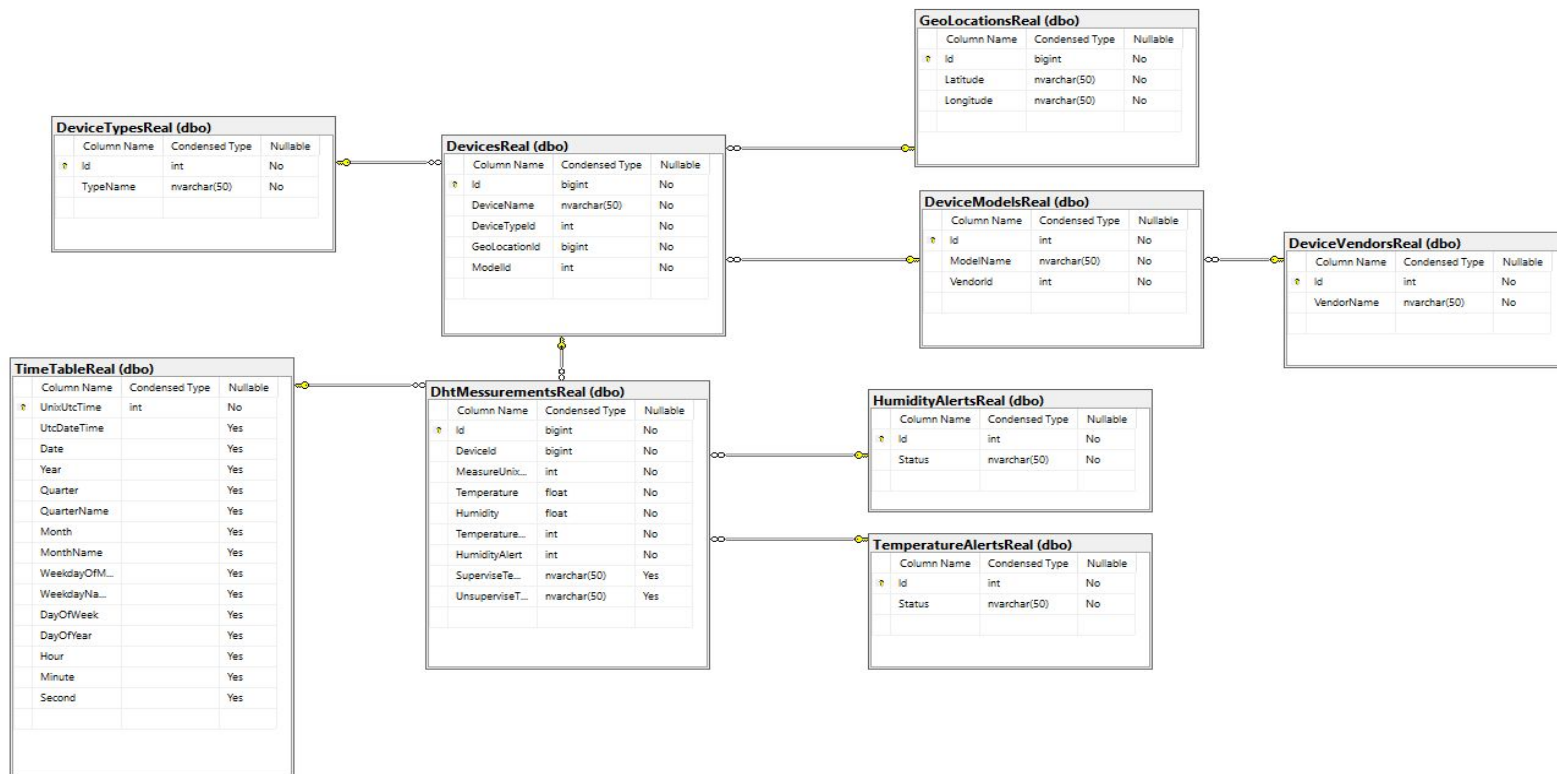 GeoLocationsReal (dbo)
Column Name Condensed Type Nullable
Id bigint No
Latitude nvarchar(50) No
Longitude nvarchar(50) No
DeviceTypesReal (dbo)
Column Name Condensed Type Nullable
Id int No
TypeName nvarchar(50) No
DevicesReal (dbo)
Column Name Condensed Type Nullable
Id bigint No
DeviceName nvarchar(50) No
DeviceTypeId int No
GeoLocationId bigint No
ModelId int No
DeviceModelsReal (dbo)
Column Name Condensed Type Nullable
Id int No
ModelName nvarchar(50) No
VendorId int No
DeviceVendorsReal (dbo)
Column Name Condensed Type Nullable
Id int No
VendorName nvarchar(50) No
TimeTableReal (dbo)
Column Name Condensed Type Nullable
UnixUtcTime int No
UtcDateTime Yes
Date Yes
Year Yes
Quarter Yes
QuarterName Yes
Month Yes
MonthName Yes
WeekdayOfM... Yes
WeekdayNa... Yes
DayOfWeek Yes
DayOfYear Yes
Hour Yes
Minute Yes
Second Yes
DhtMessurementsReal (dbo)
Column Name Condensed Type Nullable
Id bigint No
DeviceId bigint No
MeasureUnix... int No
Temperature float No
Humidity float No
Temperature... int No
HumidityAlert int No
SuperviseTe... nvarchar(50) Yes
UnsuperviseT... nvarchar(50) Yes
HumidityAlertsReal (dbo)
Column Name Condensed Type Nullable
Id int No
Status nvarchar(50) No
TemperatureAlertsReal (dbo)
Column Name Condensed Type Nullable
Id int No
Status nvarchar(50) No